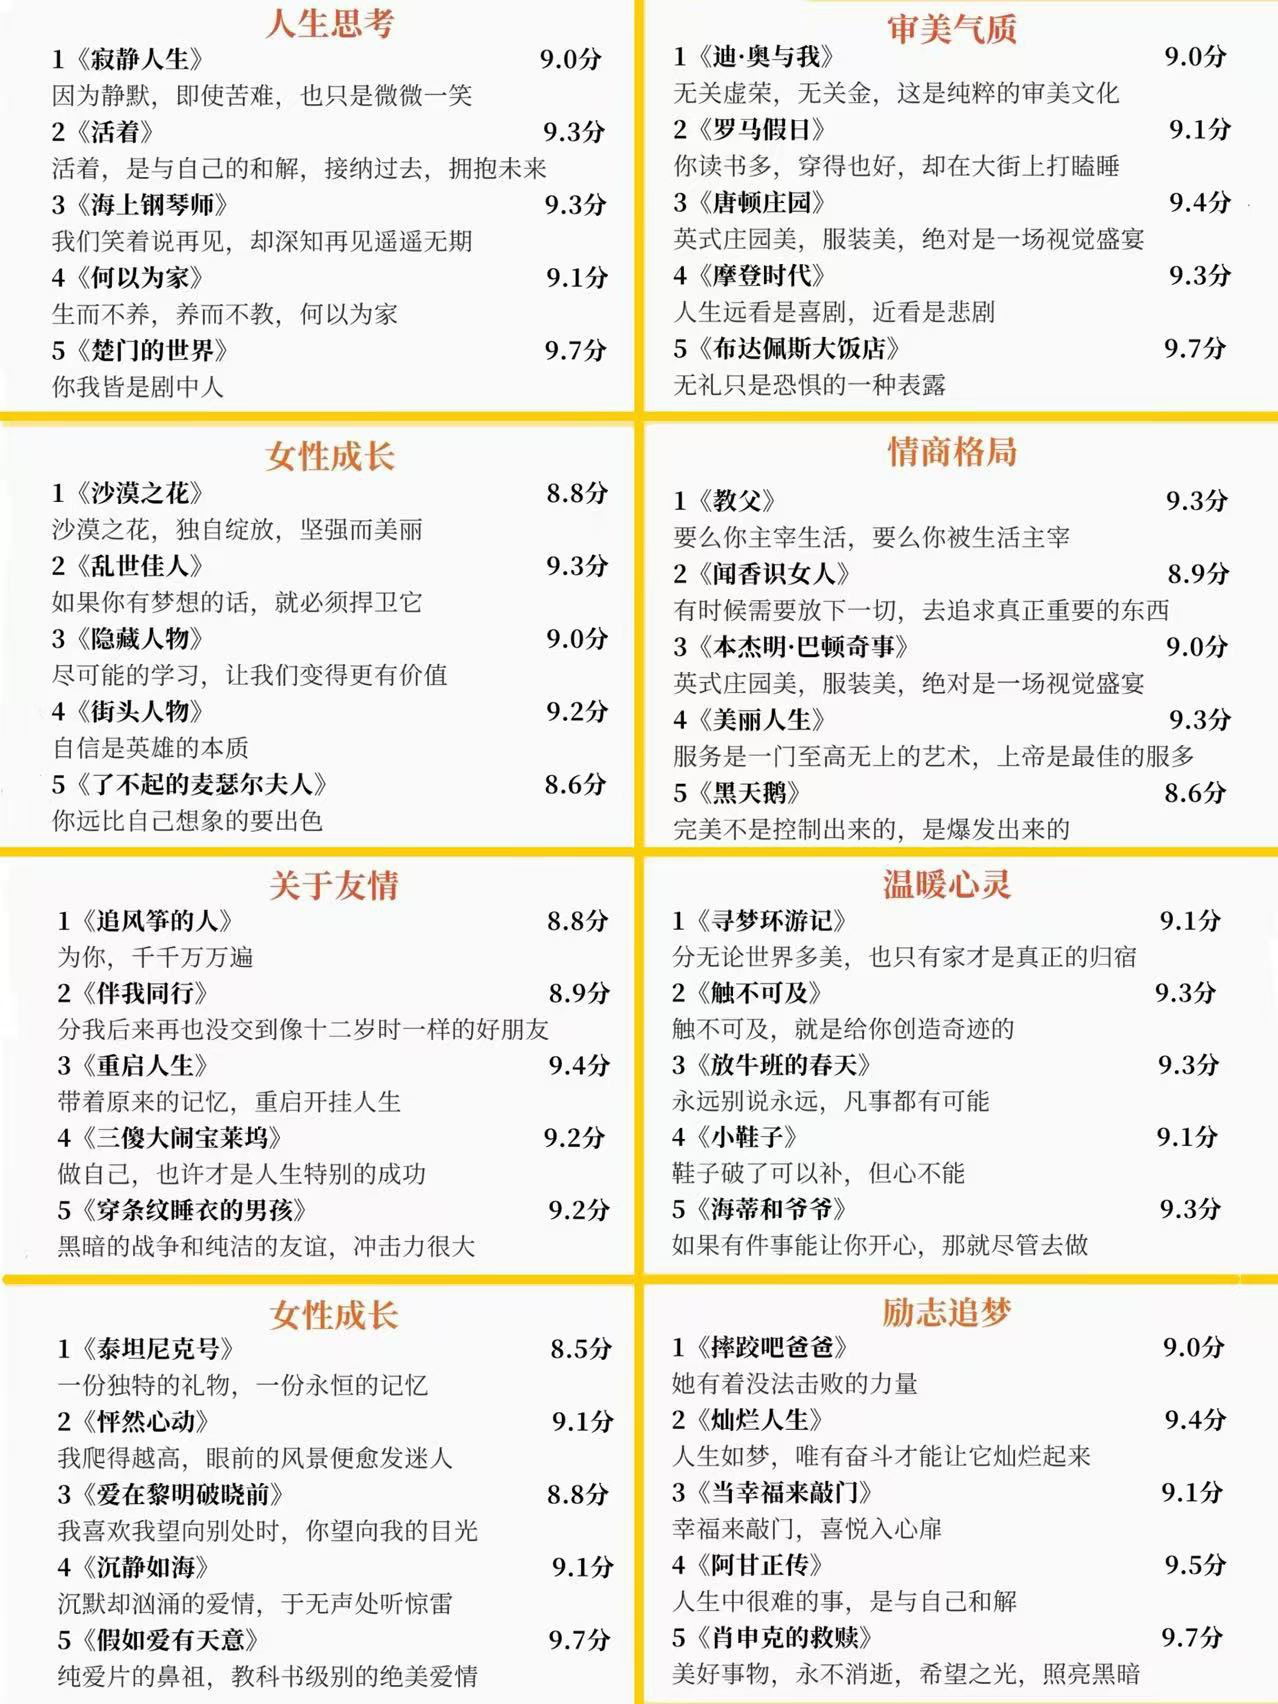 人生思考
1《寂静人生》 9.0分
因为静默，即使苦难，也只是微微一笑
2《活着》 9.3分
活着，是与自己的和解，接纳过去，拥抱未来
3《海上钢琴师》 9.3分
我们笑着说再见，却深知再见遥遥无期
4《何以为家》 9.1分
生而不养，养而不教，何以为家
5《楚门的世界》 9.7分
你我皆是剧中人
审美气质
1《迪·奥与我》 9.0分
无关虚荣，无关金，这是纯粹的审美文化
2《罗马假日》 9.1分
你读书多，穿得也好，却在大街上打瞌睡
3《唐顿庄园》 9.4分
英式庄园美，服装美，绝对是一场视觉盛宴
4《摩登时代》 9.3分
人生远看是喜剧，近看是悲剧
5《布达佩斯大饭店》 9.7分
无礼只是恐惧的一种表露
女性成长
1《沙漠之花》 8.8分
沙漠之花，独自绽放，坚强而美丽
2《乱世佳人》 9.3分
如果你有梦想的话，就必须捍卫它
3《隐藏人物》 9.0分
尽可能的学习，让我们变得更有价值
4《街头人物》 9.2分
自信是英雄的本质
5《了不起的麦瑟尔夫人》 8.6分
你远比自己想象的要出色
情商格局
1《教父》 9.3分
要么你主宰生活，要么你被生活主宰
2《闻香识女人》 8.9分
有时候需要放下一切，去追求真正重要的东西
3《本杰明·巴顿奇事》 9.0分
英式庄园美，服装美，绝对是一场视觉盛宴
4《美丽人生》 9.3分
服务是一门至高无上的艺术，上帝是最佳的服多
5《黑天鹅》 8.6分
完美不是控制出来的，是爆发出来的
关于友情
1《追风筝的人》 8.8分
为你，千千万万遍
2《伴我同行》 8.9分
分我后来再也没交到像十二岁时一样的好朋友
3《重启人生》 9.4分
带着原来的记忆，重启开挂人生
4《三傻大闹宝莱坞》 9.2分
做自己，也许才是人生特别的成功
5《穿条纹睡衣的男孩》 9.2分
黑暗的战争和纯洁的友谊，冲击力很大
温暖心灵
1《寻梦环游记》 9.1分
分无论世界多美，也只有家才是真正的归宿
2《触不可及》 9.3分
触不可及，就是给你创造奇迹的
3《放牛班的春天》 9.3分
永远别说永远，凡事都有可能
4《小鞋子》 9.1分
鞋子破了可以补，但心不能
5《海蒂和爷爷》 9.3分
如果有件事能让你开心，那就尽管去做
女性成长
1《泰坦尼克号》 8.5分
一份独特的礼物，一份永恒的记忆
2《怦然心动》 9.1分
我爬得越高，眼前的风景便愈发迷人
3《爱在黎明破晓前》 8.8分
我喜欢我望向别处时，你望向我的目光
4《沉静如海》 9.1分
沉默却汹涌的爱情，于无声处听惊雷
5《假如爱有天意》 9.7分
纯爱片的鼻祖，教科书级别的绝美爱情
励志追梦
1《摔跤吧爸爸》 9.0分
她有着没法击败的力量
2《灿烂人生》 9.4分
人生如梦，唯有奋斗才能让它灿烂起来
3《当幸福来敲门》 9.1分
幸福来敲门，喜悦入心扉
4《阿甘正传》 9.5分
人生中很难的事，是与自己和解
5《肖申克的救赎》 9.7分
美好事物，永不消逝，希望之光，照亮黑暗